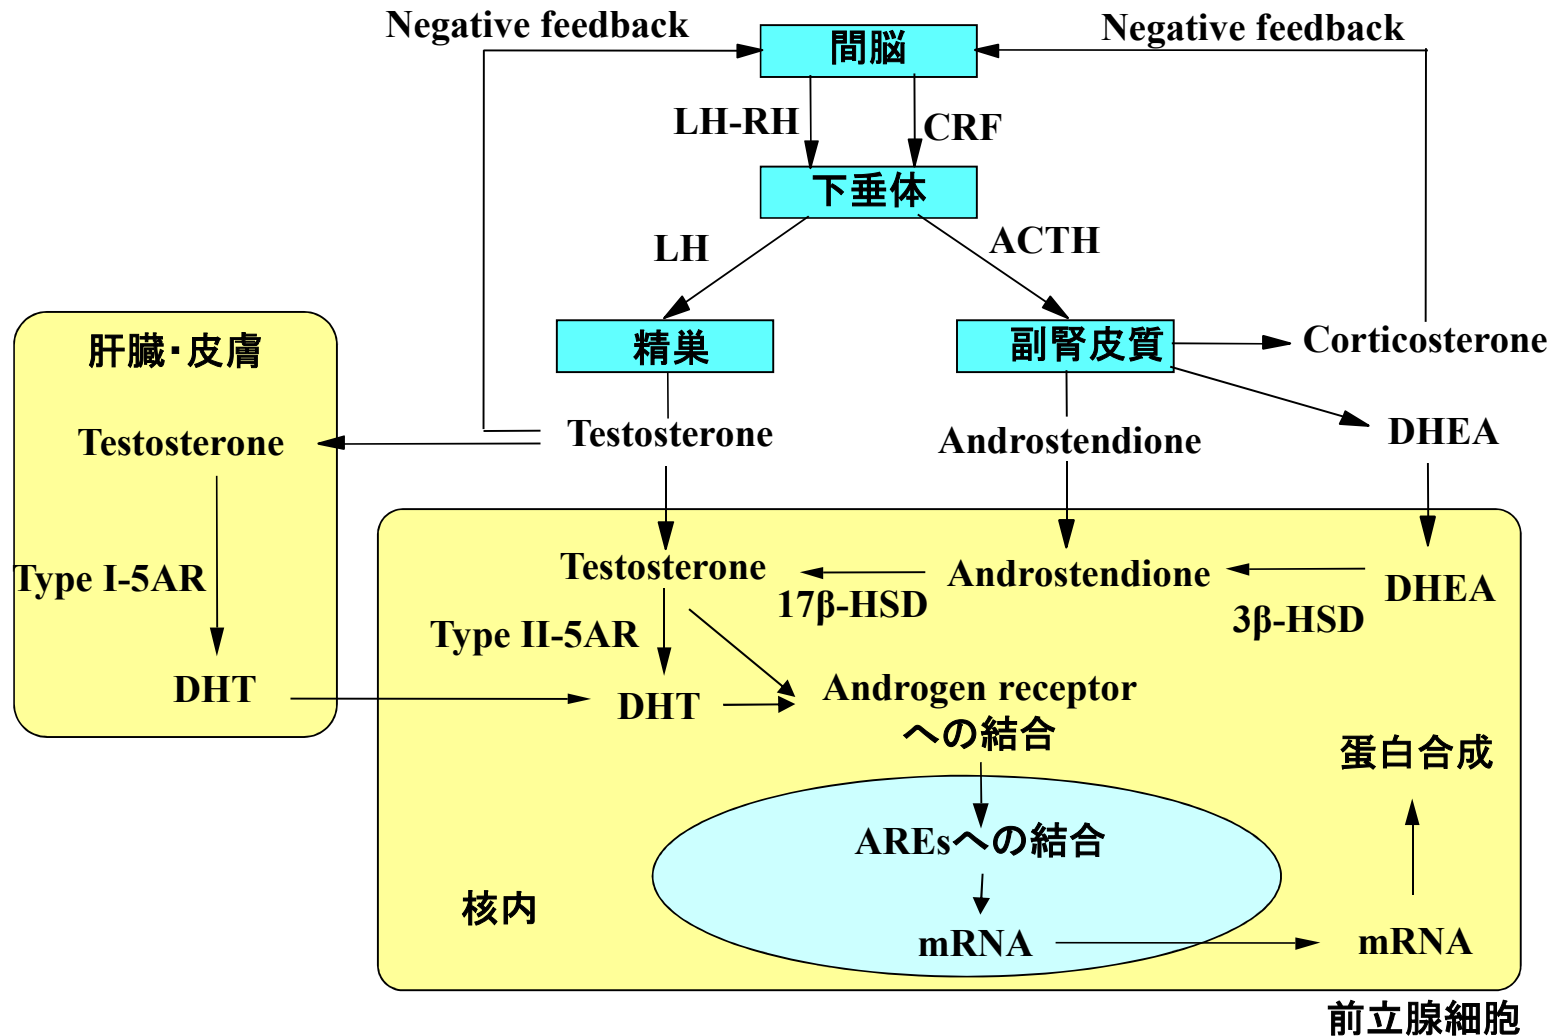 Negative feedback
間脳
Negative feedback
LH-RH
CRF
下垂体
LH
ACTH
肝臓・皮膚
精巣
副腎皮質
Corticosterone
Testosterone
Testosterone
Androstendione
DHEA
Type I-5AR
Testosterone
17β-HSD
Androstendione
3β-HSD
DHEA
Type II-5AR
DHT
DHT
Androgen receptor
への結合
蛋白合成
AREsへの結合
核内
mRNA
mRNA
前立腺細胞